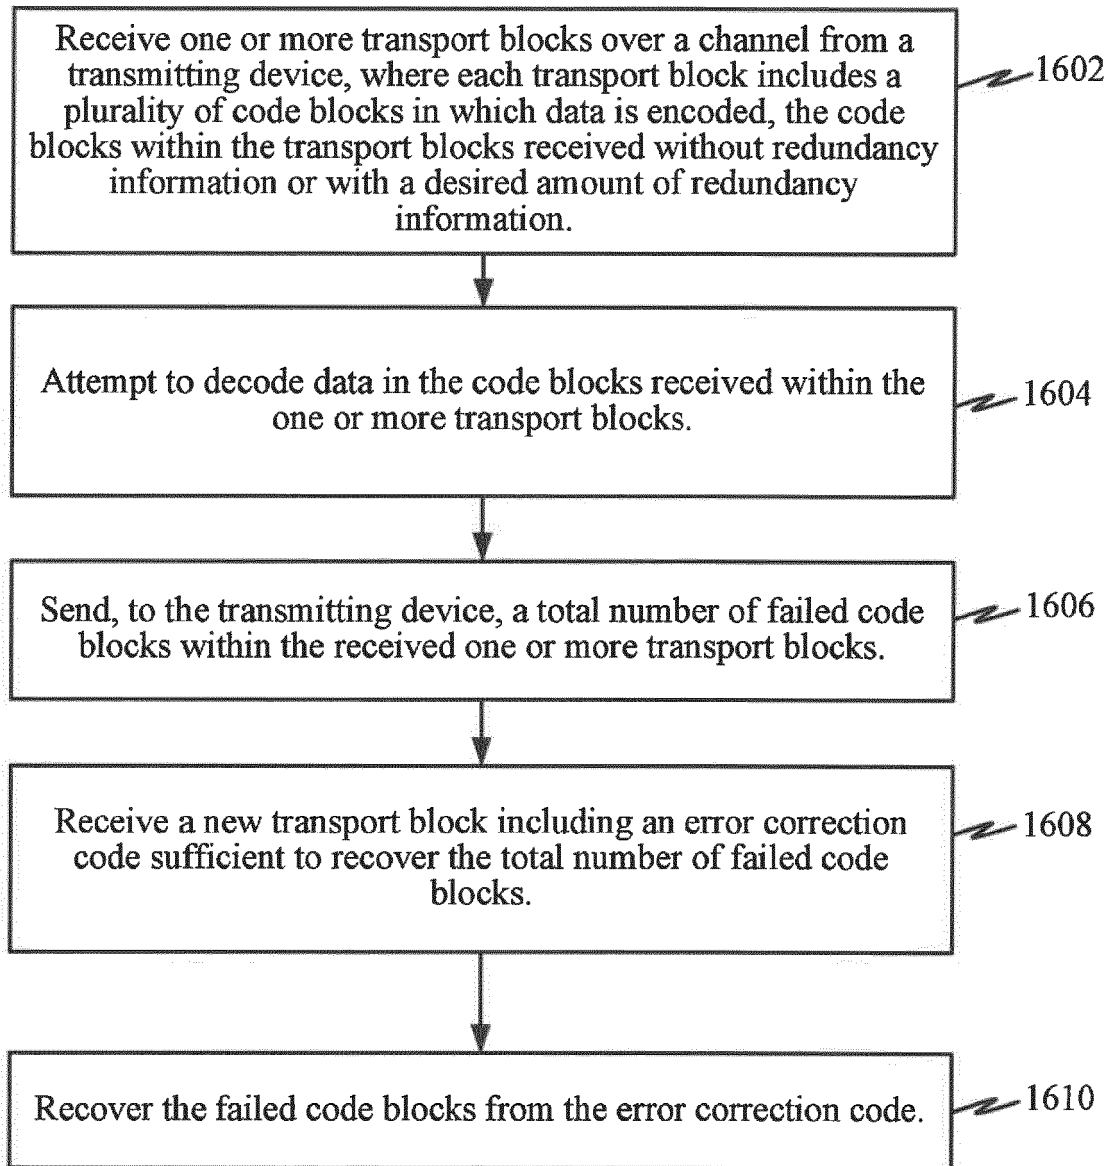 Receive one or more transport blocks over a channel from a
transmitting device, where each transport block includes a
plurality of code blocks in which data is encoded, the code
blocks within the transport blocks received without redundancy
information or with a desired amount of redundancy
information.
1602
Attempt to decode data in the code blocks received within the
one or more transport blocks.
1604
Send, to the transmitting device, a total number of failed code
blocks within the received one or more transport blocks.
1606
Receive a new transport block including an error correction
code sufficient to recover the total number of failed code
blocks.
1608
Recover the failed code blocks from the error correction code.
1610